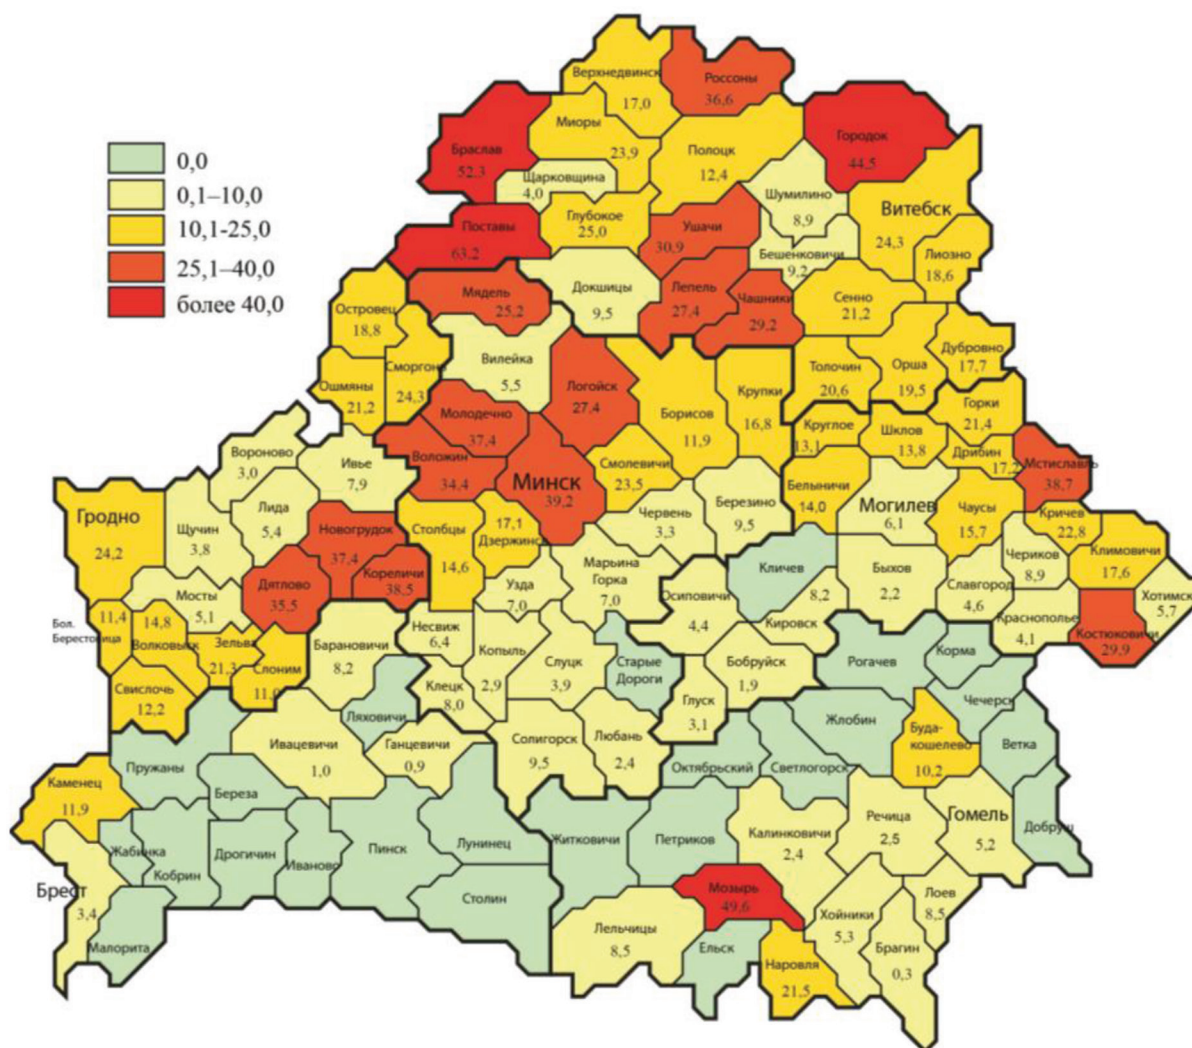 0,0
0,1–10,0
10,1-25,0
25,1–40,0
более 40,0
Верхнедвинск
17,0
Россоны
36,6
Миоры
23,9
Браслав
52,3
Полоцк
12,4
Городок
44,5
Щарковщина
4,0
Шумилино
8,9
Витебск
24,3
Поставы
63,2
Глубокое
25,0
Ушачи
30,9
Бешенковичи
9,2
Лиозно
18,6
Мядель
25,2
Докшицы
9,5
Лепель
27,4
Чашники
29,2
Сенно
21,2
Островец
18,8
Сморгонь
24,3
Ошмяны
21,2
Вилейка
5,5
Логойск
27,4
Борисов
11,9
Крупки
16,8
Толочин
20,6
Орша
19,5
Дубровно
17,7
Молодечно
37,4
Круглое
13,1
Шклов
13,8
Горки
21,4
Дрибин
17,2
Мстиславль
38,7
Вороново
3,0
Ивье
7,9
Воложин
34,4
МИНСК
39,2
Смолевичи
23,5
Белыничи
14,0
Могилев
6,1
Чаусы
15,7
Кричев
22,8
Климовичи
17,6
Гродно
24,2
Щучин
3,8
Лида
5,4
Новогрудок
37,4
Столбцы
14,6
17,1
Дзержинск
Червень
3,3
Березино
9,5
Дятлово
35,5
Кореличи
38,5
Узда
7,0
Марьина
Горка
7,0
Кличев
Быхов
2,2
Славгород
4,6
Чериков
8,9
Хотимск
5,7
Мосты
5,1
Бол.
Берестовица
11,4
14,8
Волковыск
Зельва
21,3
Слоним
11,0
Барановичи
8,2
Несвиж
6,4
Копыль
2,9
Слуцк
3,9
Старые
Дороги
Осиповичи
4,4
8,2
Кировск
Краснополье
4,1
Костюковичи
29,9
Свислочь
12,2
Ляховичи
Клецк
8,0
Глуск
3,1
Бобруйск
1,9
Рогачев
Корма
Чечерск
Пружаны
Ивацевичи
1,0
Ганцевичи
0,9
Солигорск
9,5
Любань
2,4
Октябрьский
Светлогорск
Жлобин
Буда-
кошелево
10,2
Ветка
Каменец
11,9
Береза
Жабинка
Кобрин
Дрогичин
Иваново
Пинск
Лунинец
Житковичи
Петриков
Калинковичи
2,4
Речица
2,5
Гомель
5,2
Добруш
Брест
3,4
Малорита
Столин
Лельчицы
8,5
Мозырь
49,6
Ельск
Наровля
21,5
Хойники
5,3
Лоев
8,5
Брагин
0,3